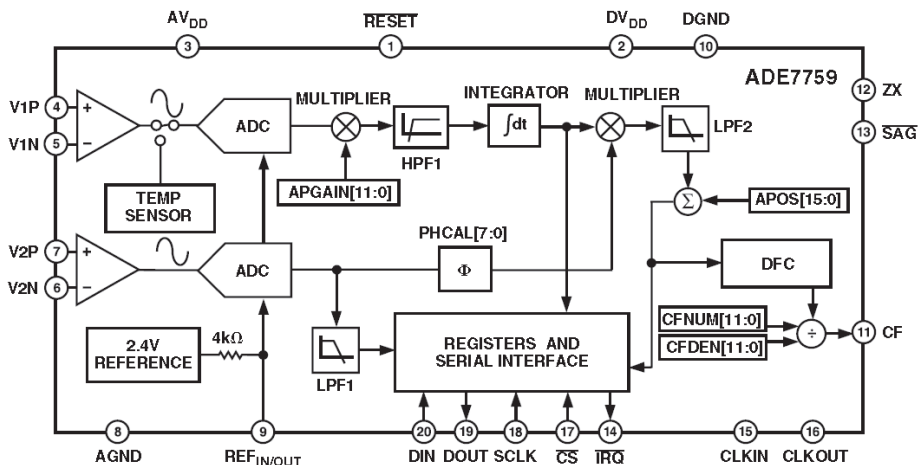 AVDD
RESET
DVDD
DGND
3
1
2
10
ADE7759
V1P
4
+
V1N
5
−
ADC
MULTIPLIER
HPF1
INTEGRATOR
∫dt
MULTIPLIER
LPF2
12
ZX
13
SAG
TEMP
SENSOR
APGAIN[11:0]
Σ
APOS[15:0]
V2P
7
+
V2N
6
−
ADC
PHCAL[7:0]
Φ
DFC
2.4V
REFERENCE
4kΩ
LPF1
REGISTERS AND
SERIAL INTERFACE
CFNUM[11:0]
CFDEN[11:0]
÷
11
CF
8
9
20
19
18
17
14
15
16
AGND
REFIN/OUT
DIN
DOUT
SCLK
CS
IRQ
CLKIN
CLKOUT